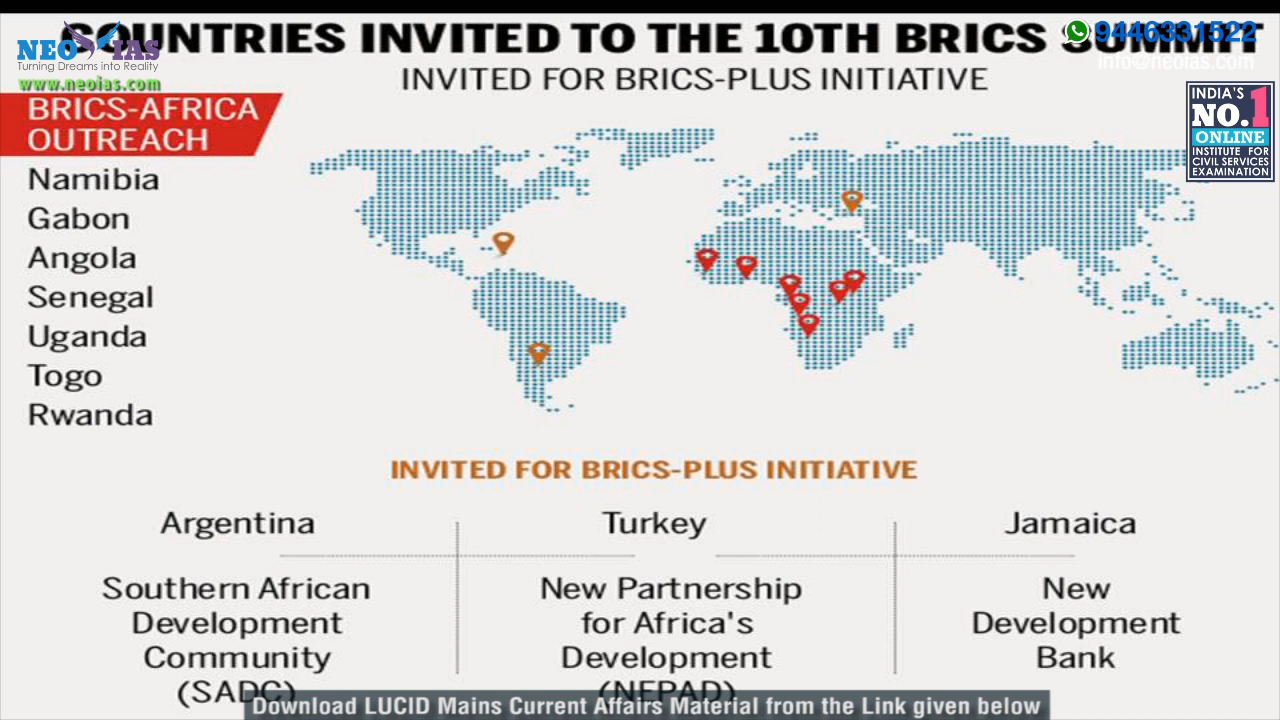 COUNTRIES INVITED TO THE 10TH BRICS SUMMIT
NEO IAS
Turning Dreams into Reality
www.neoias.com
9446331522
info@neoias.com
INVITED FOR BRICS-PLUS INITIATIVE
INDIA'S
NO.1
ONLINE
INSTITUTE FOR
CIVIL SERVICES
EXAMINATION
BRICS-AFRICA
OUTREACH
Namibia
Gabon
Angola
Senegal
Uganda
Togo
Rwanda
INVITED FOR BRICS-PLUS INITIATIVE
Argentina
Turkey
Jamaica
Southern African
Development
Community
(SADC)
New Partnership
for Africa's
Development
(NEPAD)
New
Development
Bank
Download LUCID Mains Current Affairs Material from the Link given below